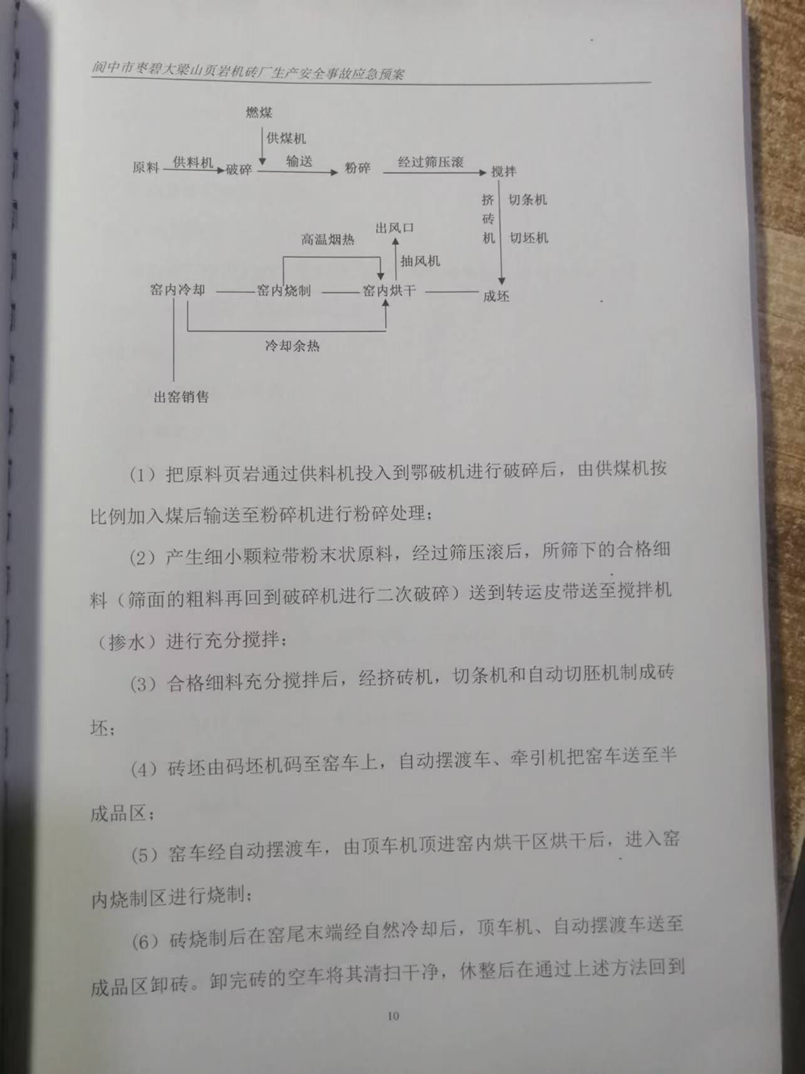 阆中市枣碧大梁山页岩机砖厂生产安全事故应急预案
燃煤
供煤机
原料 供料机 破碎 输送 粉碎 经过筛压滚 搅拌
挤砖机 切条机
切坯机
出风口
高温烟热
抽风机
窑内冷却 窑内烧制 窑内烘干 成坯
冷却余热
出窑销售
(1）把原料页岩通过供料机投入到鄂破机进行破碎后，由供煤机按
比例加入煤后输送至粉碎机进行粉碎处理；
(2）产生细小颗粒带粉末状原料，经过筛压滚后，所筛下的合格细
料（筛面的粗料再回到破碎机进行二次破碎）送到转运皮带送至搅拌机
（掺水）进行充分搅拌；
(3）合格细料充分搅拌后，经挤砖机，切条机和自动切胚机制成砖
坯；
(4）砖坯由码坯机码至窑车上，自动摆渡车、牵引机把窑车送至半
成品区；
(5）窑车经自动摆渡车，由顶车机顶进窑内烘干区烘干后，进入窑
内烧制区进行烧制；
(6）砖烧制后在窑尾末端经自然冷却后，顶车机、自动摆渡车送至
成品区卸砖。卸完砖的空车将其清扫干净，休整后在通过上述方法回到
10